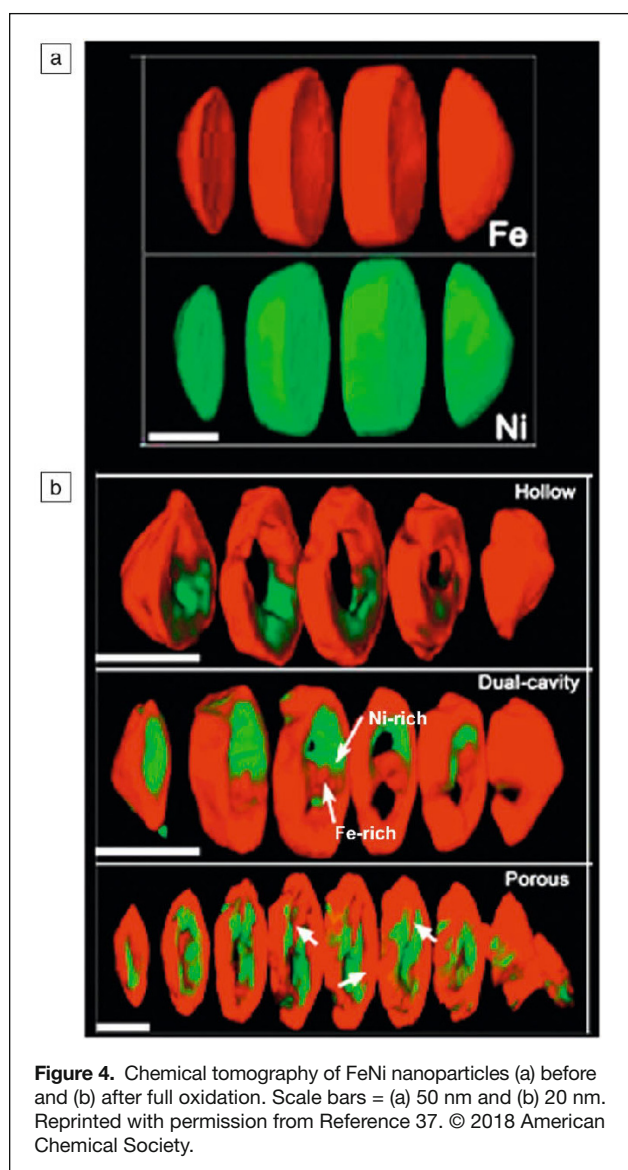 a
Fe
Ni
b
Hollow
Dual-cavity
Ni-rich
Fe-rich
Porous
Figure 4. Chemical tomography of FeNi nanoparticles (a) before
and (b) after full oxidation. Scale bars = (a) 50 nm and (b) 20 nm.
Reprinted with permission from Reference 37. © 2018 American
Chemical Society.